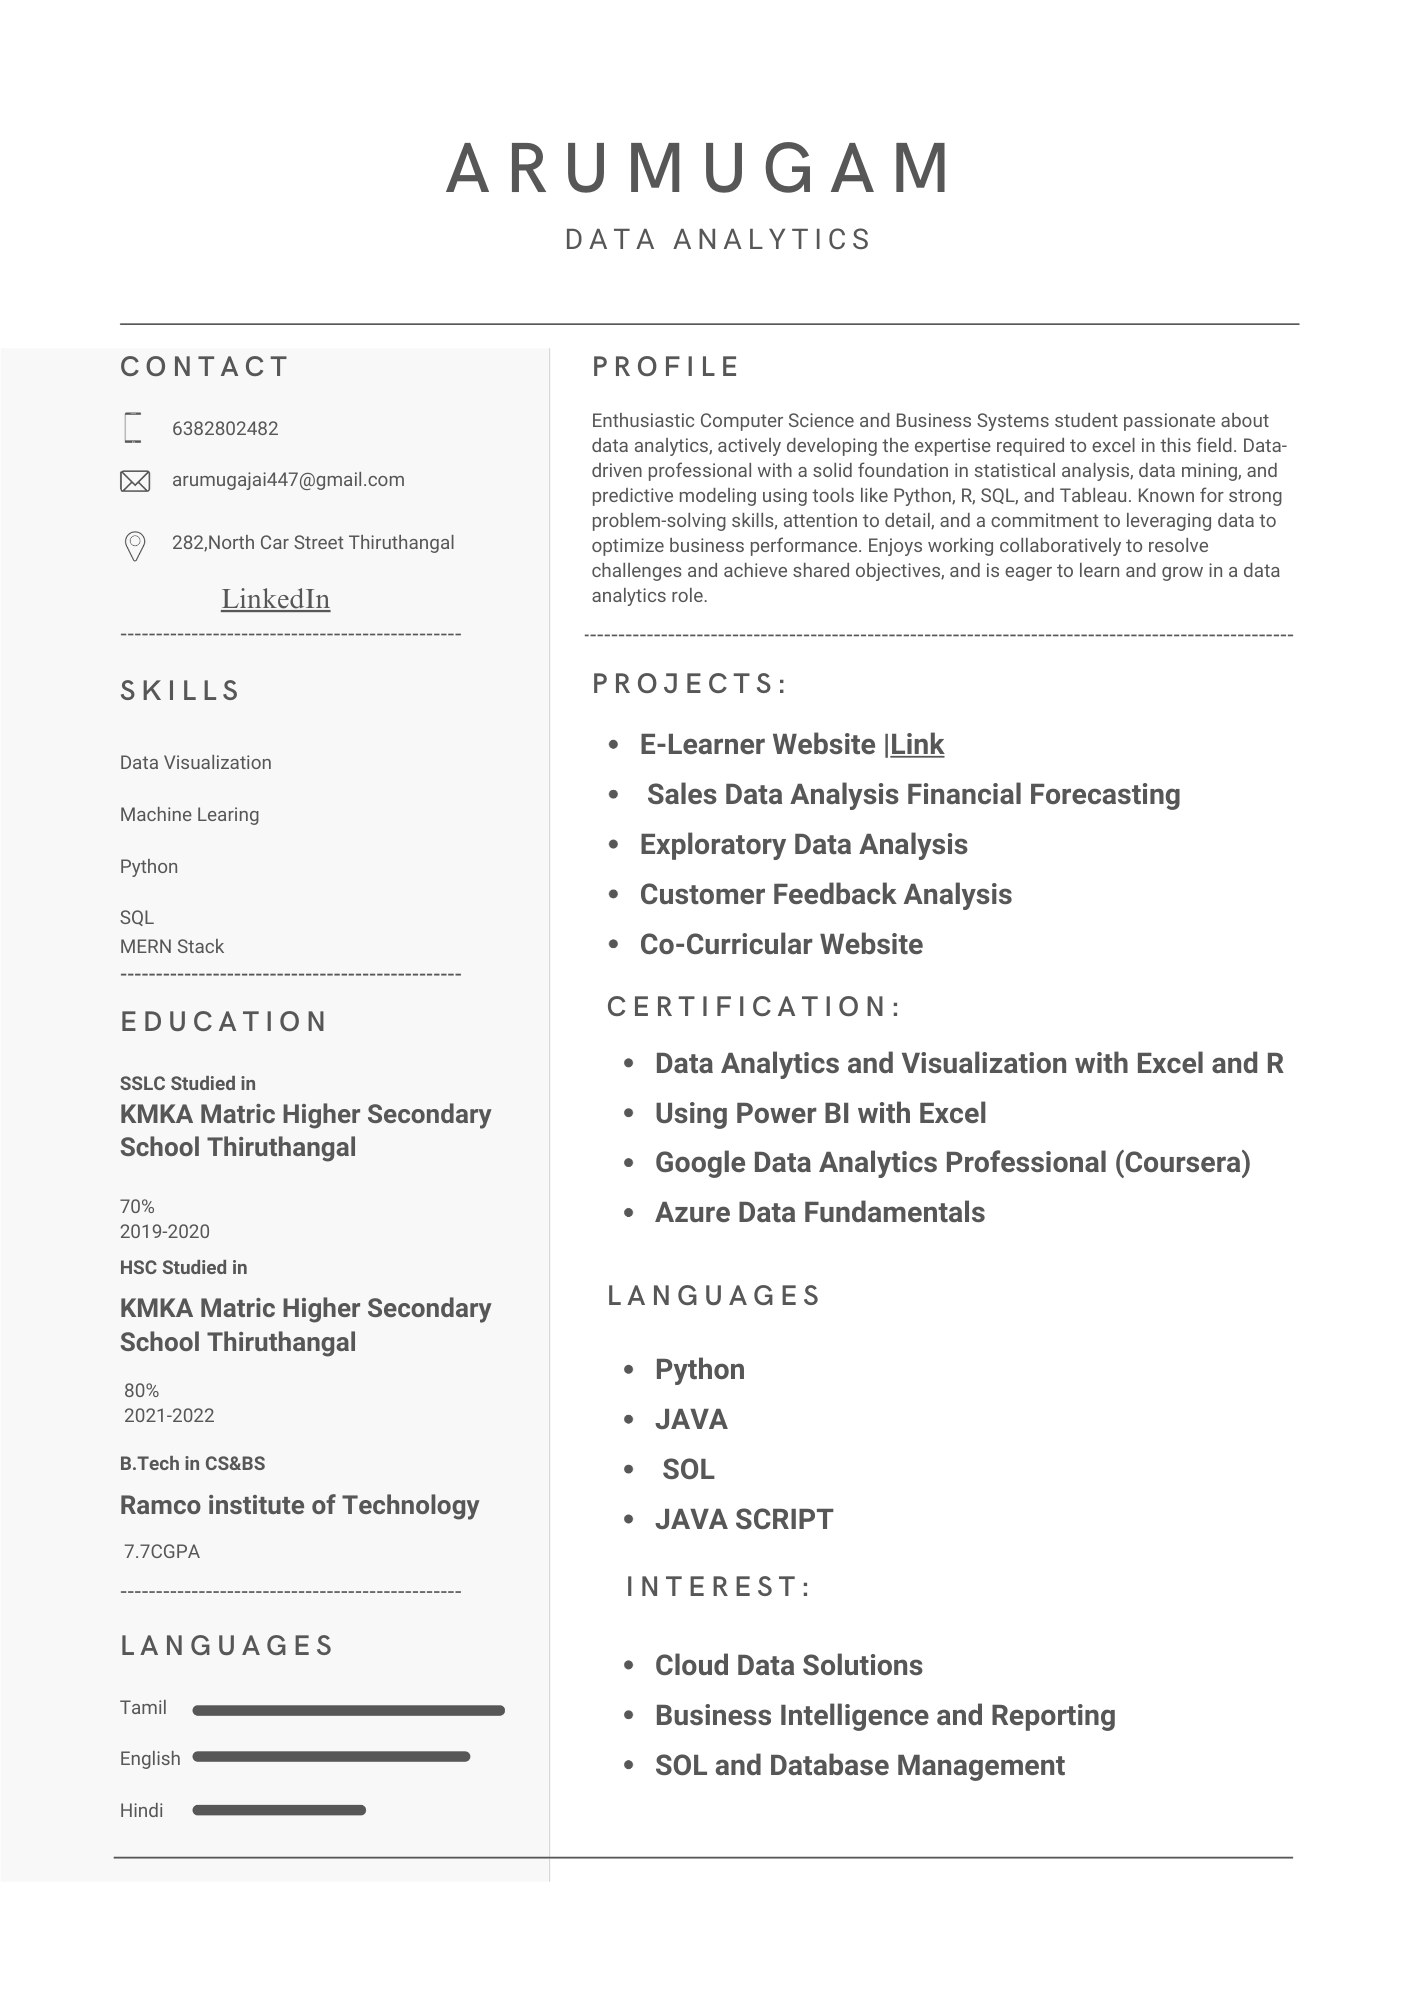 ARUMUGAM
DATA ANALYTICS
CONTACT
6382802482
arumugajai447@gmail.com
282,North Car Street Thiruthangal
LinkedIn
------------------------------------------------
SKILLS
Data Visualization
Machine Learing
Python
SQL
MERN Stack
------------------------------------------------
EDUCATION
SSLC Studied in
KMKA Matric Higher Secondary
School Thiruthangal
70%
2019-2020
HSC Studied in
KMKA Matric Higher Secondary
School Thiruthangal
80%
2021-2022
B.Tech in CS&BS
Ramco institute of Technology
7.7CGPA
------------------------------------------------
LANGUAGES
Tamil
English
Hindi
PROFILE
Enthusiastic Computer Science and Business Systems student passionate about
data analytics, actively developing the expertise required to excel in this field. Data-
driven professional with a solid foundation in statistical analysis, data mining, and
predictive modeling using tools like Python, R, SQL, and Tableau. Known for strong
problem-solving skills, attention to detail, and a commitment to leveraging data to
optimize business performance. Enjoys working collaboratively to resolve
challenges and achieve shared objectives, and is eager to learn and grow in a data
analytics role.
----------------------------------------------------------------------------------------------------
PROJECTS:
• E-Learner Website |Link
• Sales Data Analysis Financial Forecasting
• Exploratory Data Analysis
• Customer Feedback Analysis
• Co-Curricular Website
CERTIFICATION:
• Data Analytics and Visualization with Excel and R
• Using Power BI with Excel
• Google Data Analytics Professional (Coursera)
• Azure Data Fundamentals
LANGUAGES
• Python
• JAVA
• SOL
• JAVA SCRIPT
INTEREST:
• Cloud Data Solutions
• Business Intelligence and Reporting
• SOL and Database Management